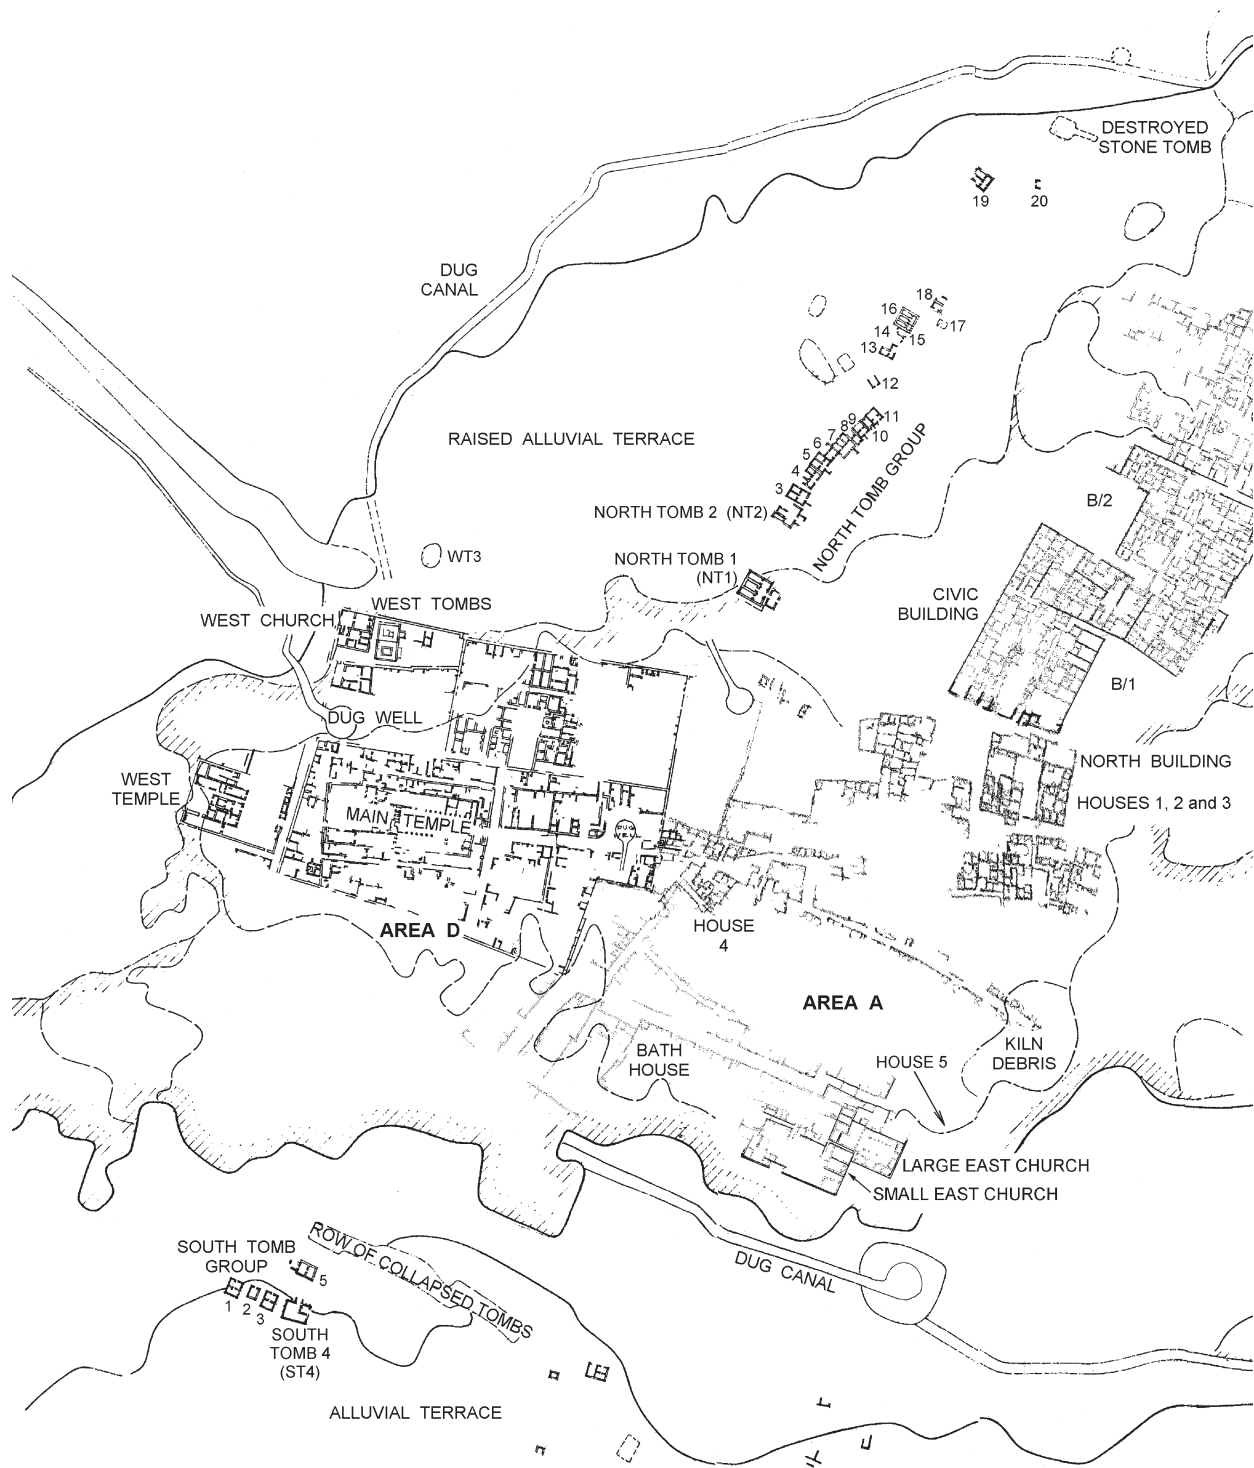 DESTROYED
STONE TOMB
19
20
DUG
CANAL
18
16
17
14
15
13
12
RAISED ALLUVIAL TERRACE
11
9
8
10
7
6
5
4
3
NORTH TOMB GROUP
B/2
NORTH TOMB 2 (NT2)
WT3
NORTH TOMB 1
(NT1)
CIVIC
BUILDING
WEST TOMBS
WEST CHURCH
B/1
DUG WELL
NORTH BUILDING
WEST
TEMPLE
HOUSES 1, 2 and 3
MAIN TEMPLE
DUG
WELL
AREA D
HOUSE
4
AREA A
KILN
DEBRIS
BATH
HOUSE
HOUSE 5
LARGE EAST CHURCH
SMALL EAST CHURCH
SOUTH TOMB
GROUP
ROW OF COLLAPSED TOMBS
DUG CANAL
5
1
2
3
SOUTH
TOMB 4
(ST4)
ALLUVIAL TERRACE